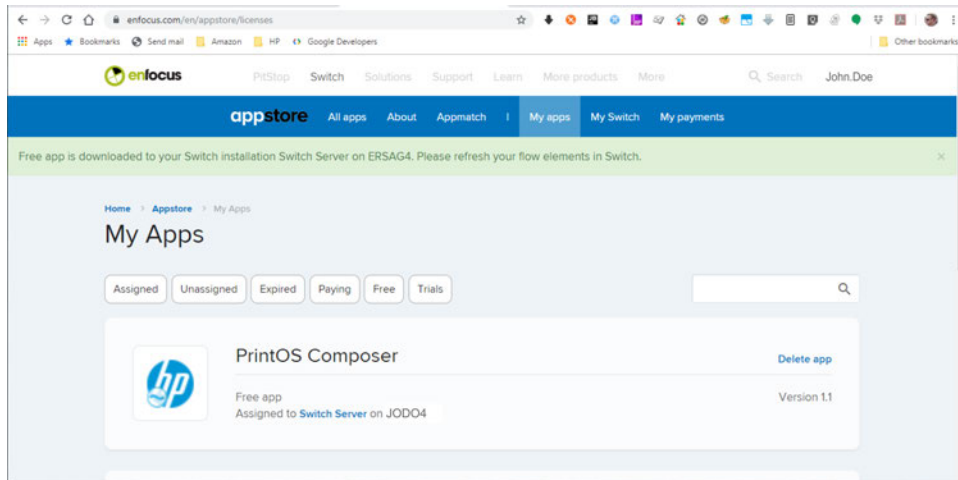 enfocus.com/en/appstore/licenses
Apps Bookmarks Send mail Amazon HP Google Developers Other bookmarks
enfocus PitStop Switch Solutions Support Learn More products More Search John.Doe
appstore All apps About Appmatch | My apps My Switch My payments
Free app is downloaded to your Switch installation Switch Server on ERSAG4. Please refresh your flow elements in Switch. ×
Home > Appstore > My Apps
My Apps
Assigned Unassigned Expired Paying Free Trials
hp PrintOS Composer Delete app
Free app Version 1.1
Assigned to Switch Server on JODO4